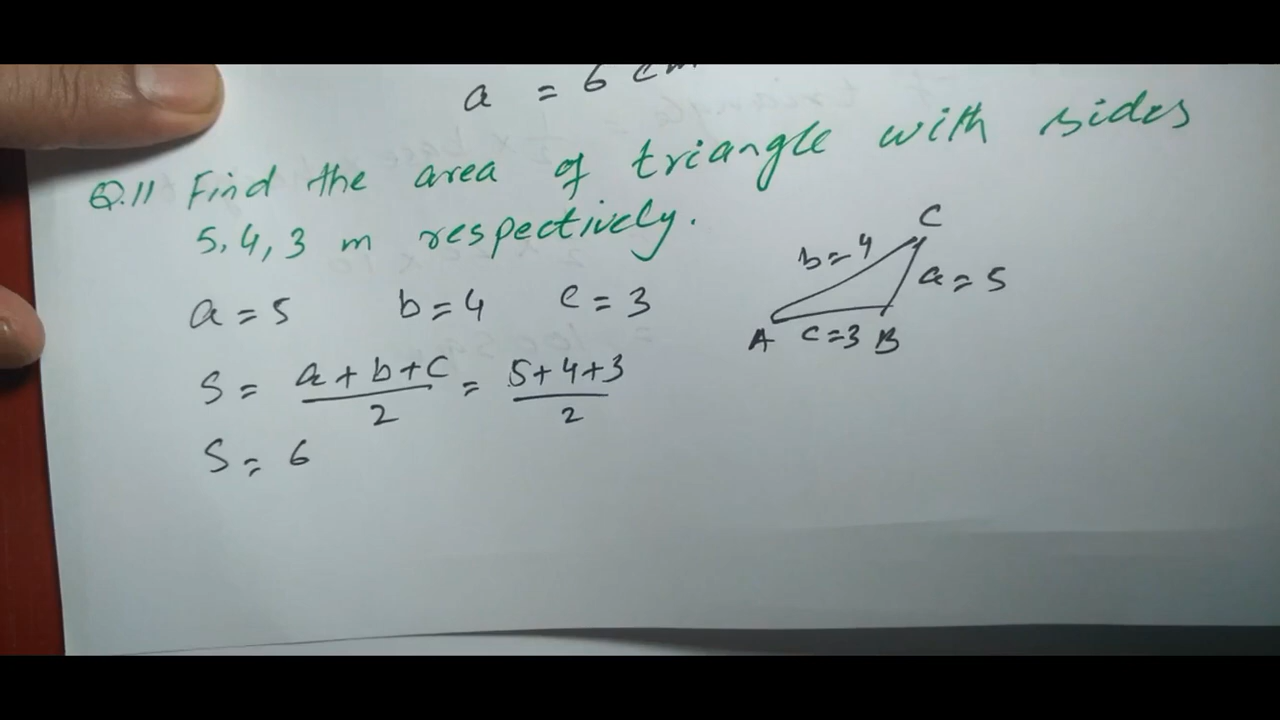 a = 6 cm
Q.11 Find the area of triangle with sides
5, 4, 3 m respectively.
a = 5 b = 4 c = 3
S = a + b + c / 2 = 5 + 4 + 3 / 2
S = 6
C
b = 4
a = 5
A c = 3 B